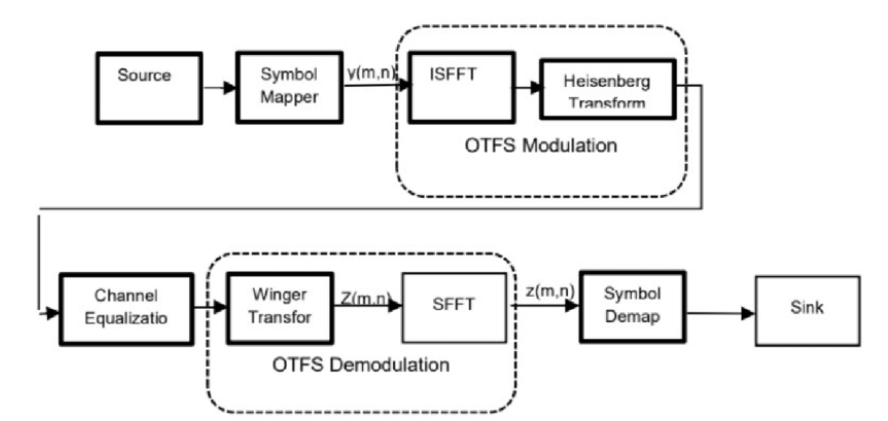 Source
Symbol
Mapper
y(m,n)
ISFFT
Heisenberg
Transform
OTFS Modulation
Channel
Equalizatio
Winger
Transfor
Z(m,n)
SFFT
OTFS Demodulation
z(m,n)
Symbol
Demap
Sink